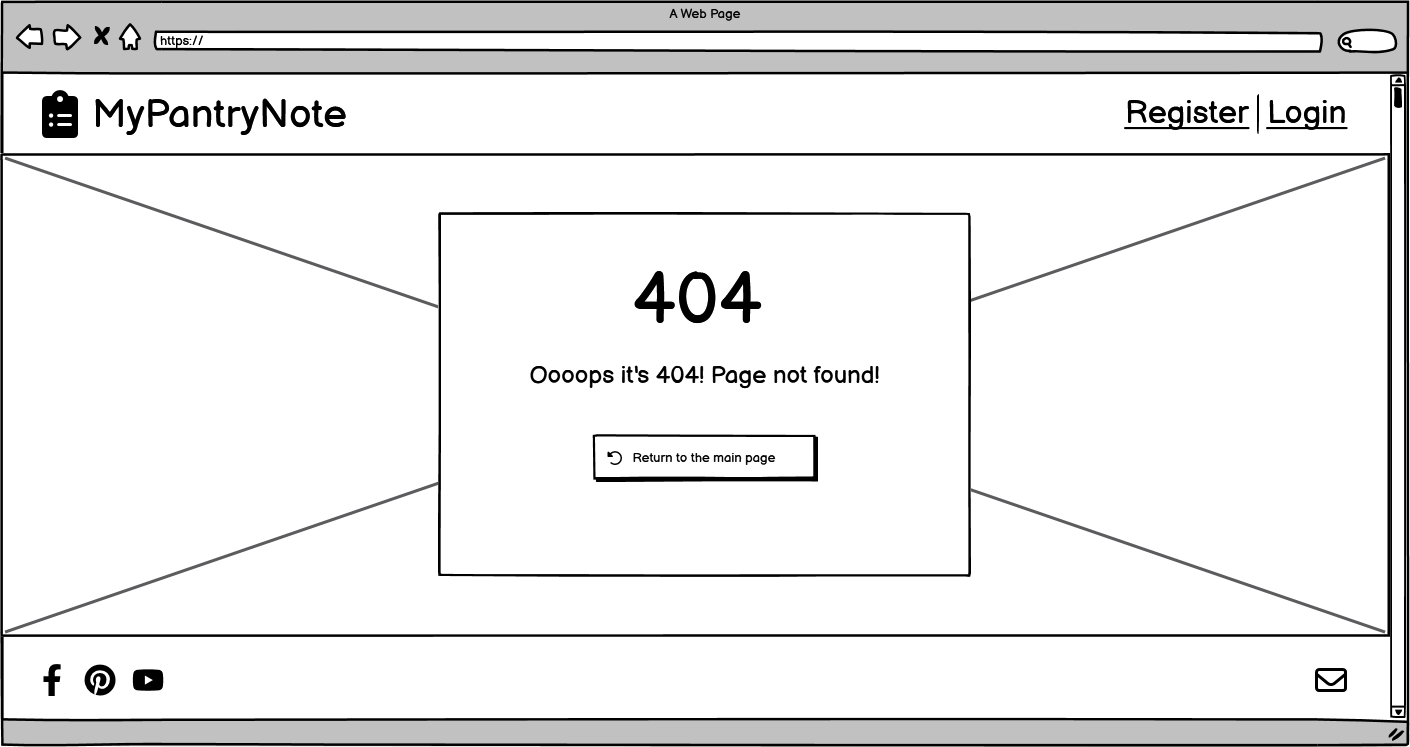 A Web Page
https://
MyPantryNote
Register | Login
404
Oooops it's 404! Page not found!
Return to the main page